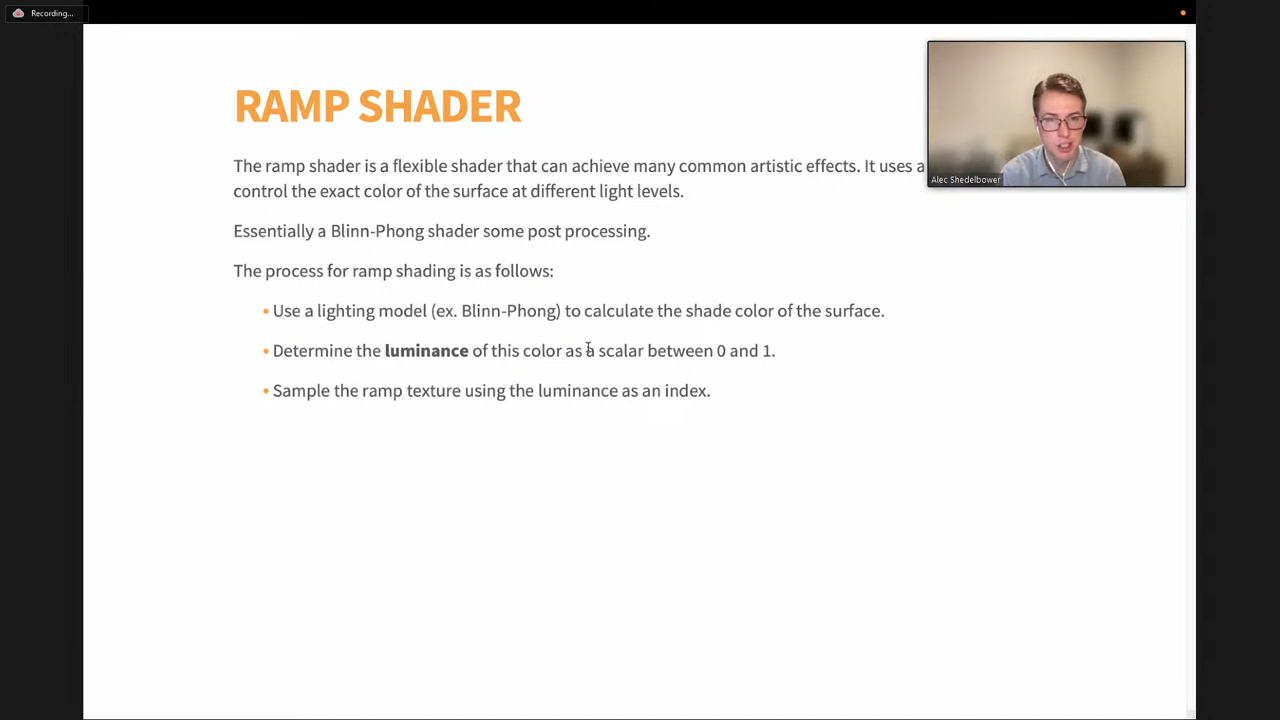 Recording...
RAMP SHADER
The ramp shader is a flexible shader that can achieve many common artistic effects. It uses a
control the exact color of the surface at different light levels.
Alec Shedelbower
Essentially a Blinn-Phong shader some post processing.
The process for ramp shading is as follows:
• Use a lighting model (ex. Blinn-Phong) to calculate the shade color of the surface.
• Determine the luminance of this color as a scalar between 0 and 1.
• Sample the ramp texture using the luminance as an index.